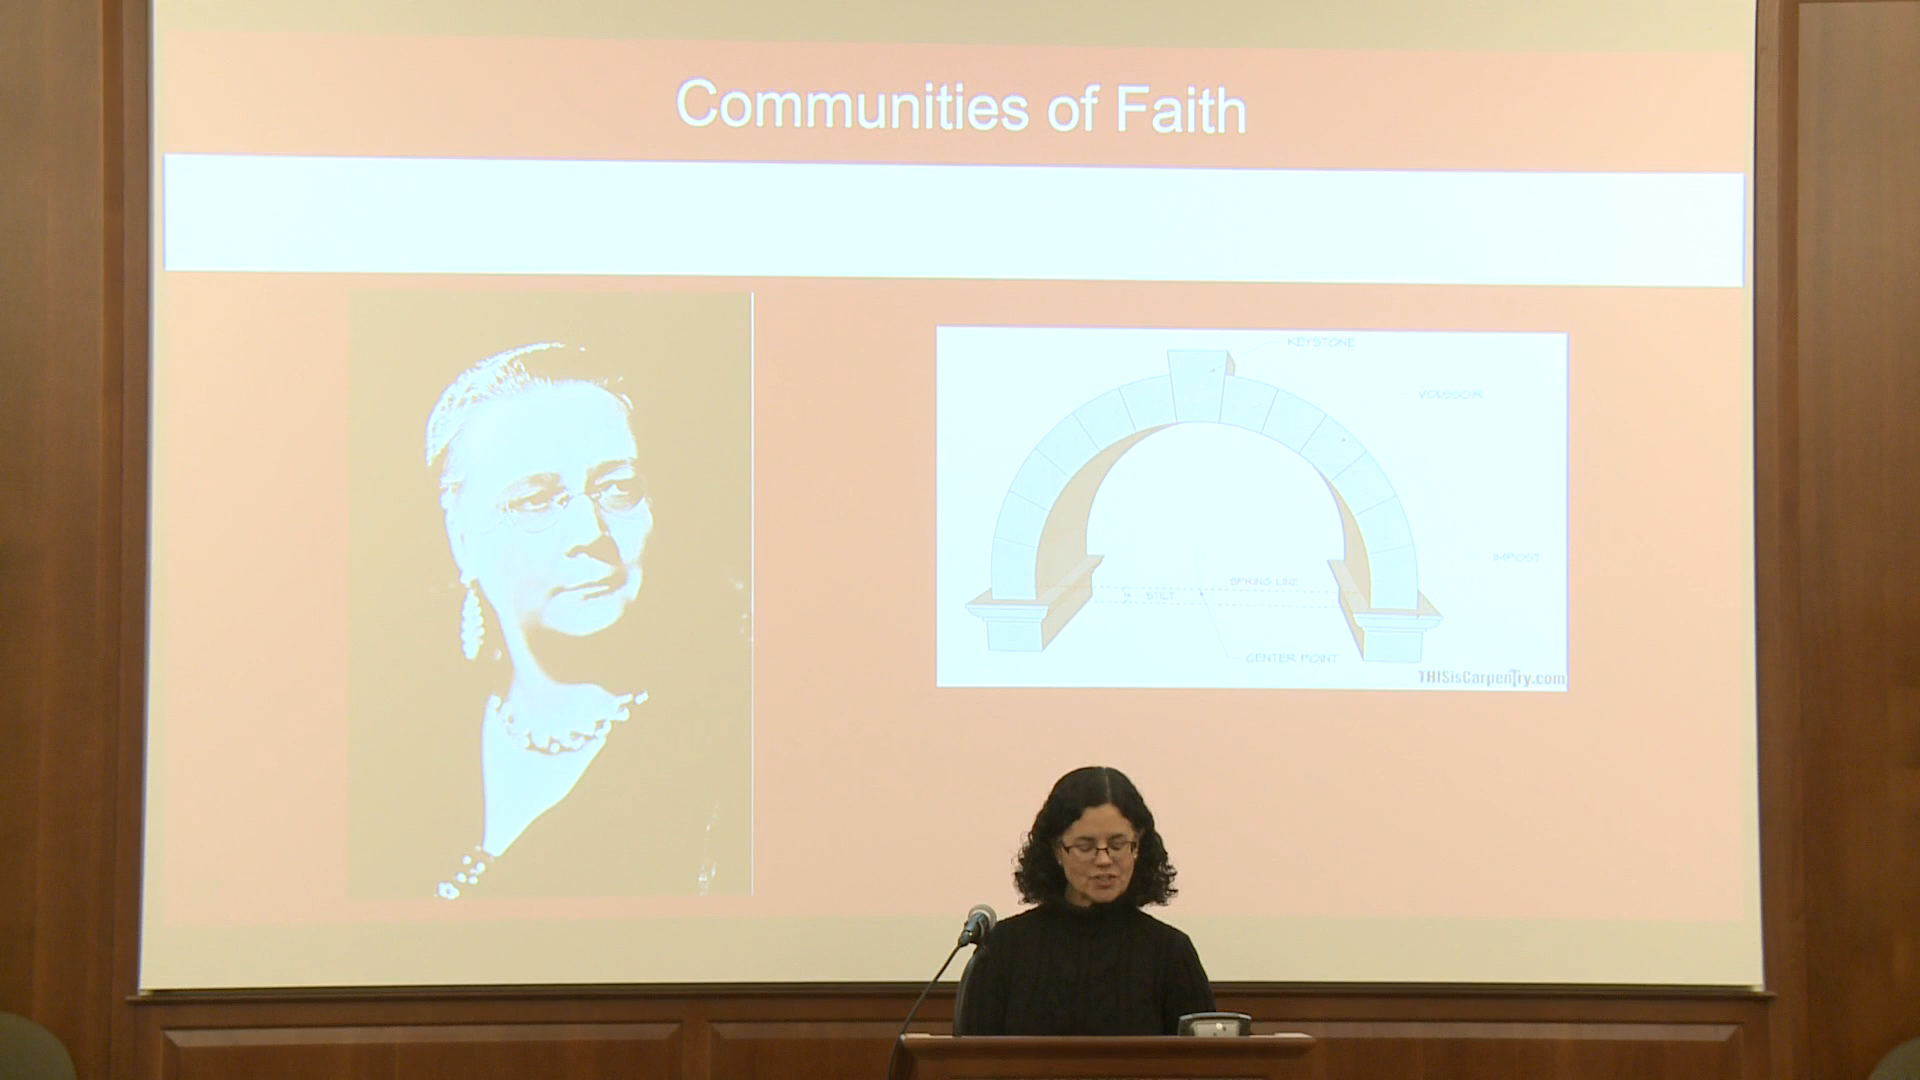 Communities of Faith
KEYSTONE
VOUSSOIR
IMPOST
SPRING LINE
STILT
CENTER POINT
THISisCarpenTry.com